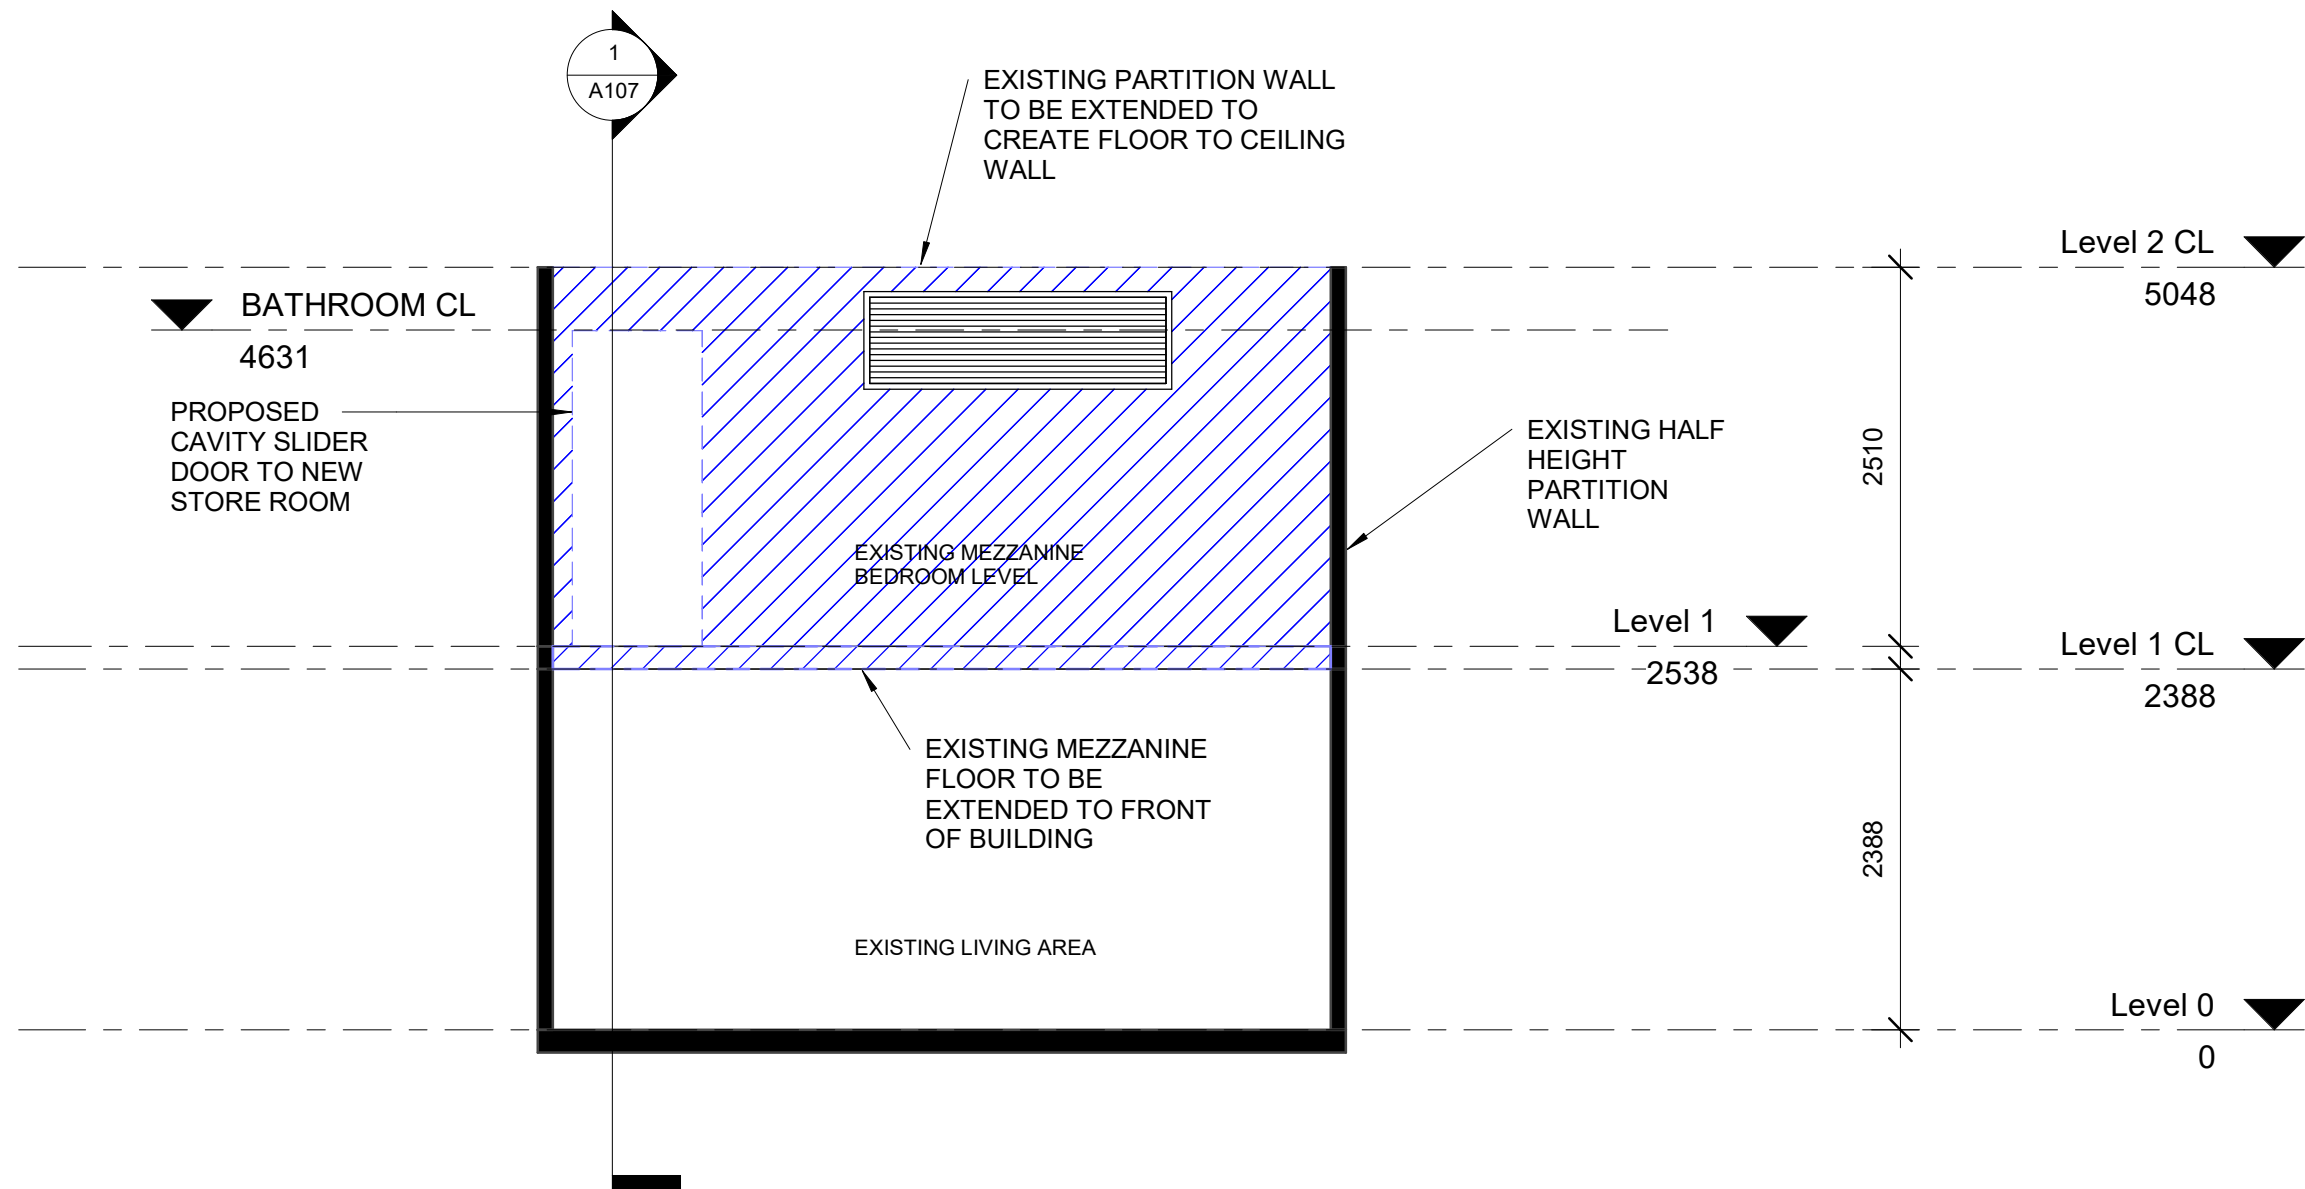 1
A107
EXISTING PARTITION WALL
TO BE EXTENDED TO
CREATE FLOOR TO CEILING
WALL
Level 2 CL
5048
BATHROOM CL
4631
PROPOSED
CAVITY SLIDER
DOOR TO NEW
STORE ROOM
EXISTING HALF
HEIGHT
PARTITION
WALL
2510
EXISTING MEZZANINE
BEDROOM LEVEL
Level 1
2538
Level 1 CL
2388
EXISTING MEZZANINE
FLOOR TO BE
EXTENDED TO FRONT
OF BUILDING
2388
EXISTING LIVING AREA
Level 0
0